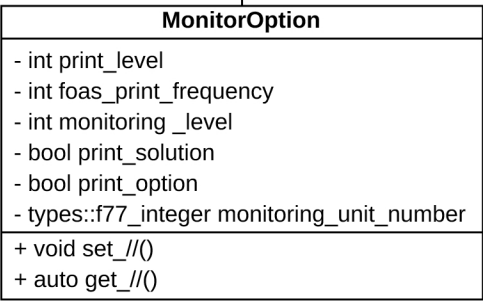 MonitorOption
- int print_level
- int foas_print_frequency
- int monitoring _level
- bool print_solution
- bool print_option
- types::f77_integer monitoring_unit_number
+ void set_//()
+ auto get_//()